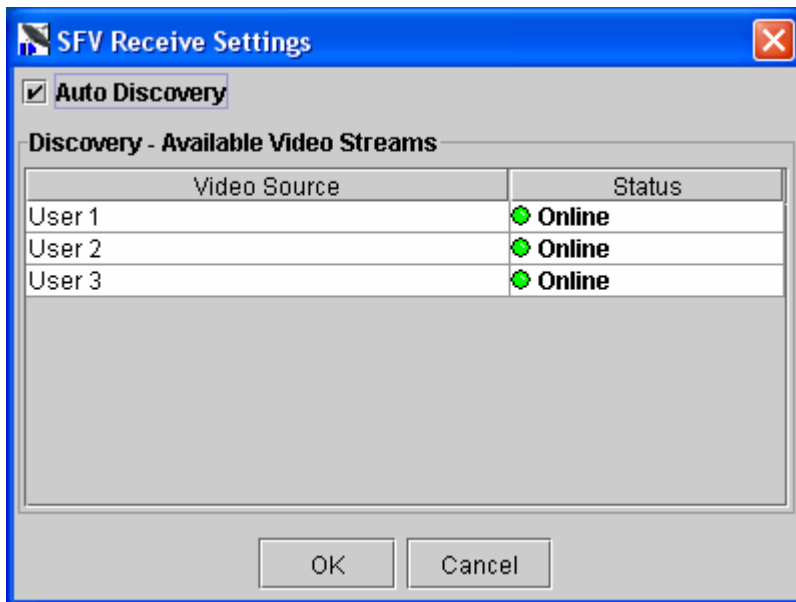 SFV Receive Settings
Auto Discovery
Discovery - Available Video Streams
Video Source Status
User 1 Online
User 2 Online
User 3 Online
OK Cancel